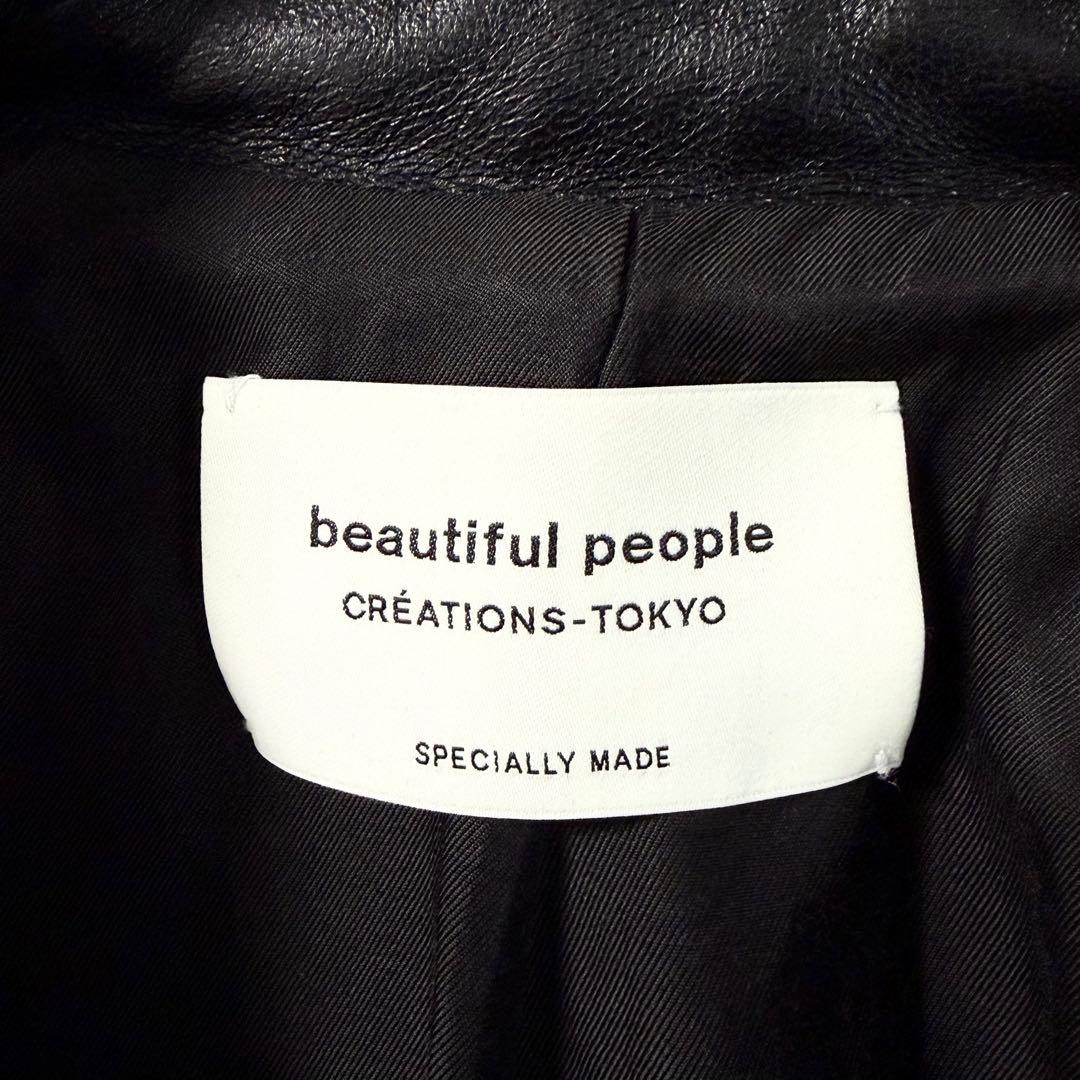 beautiful people
CRÉATIONS-TOKYO
SPECIALLY MADE